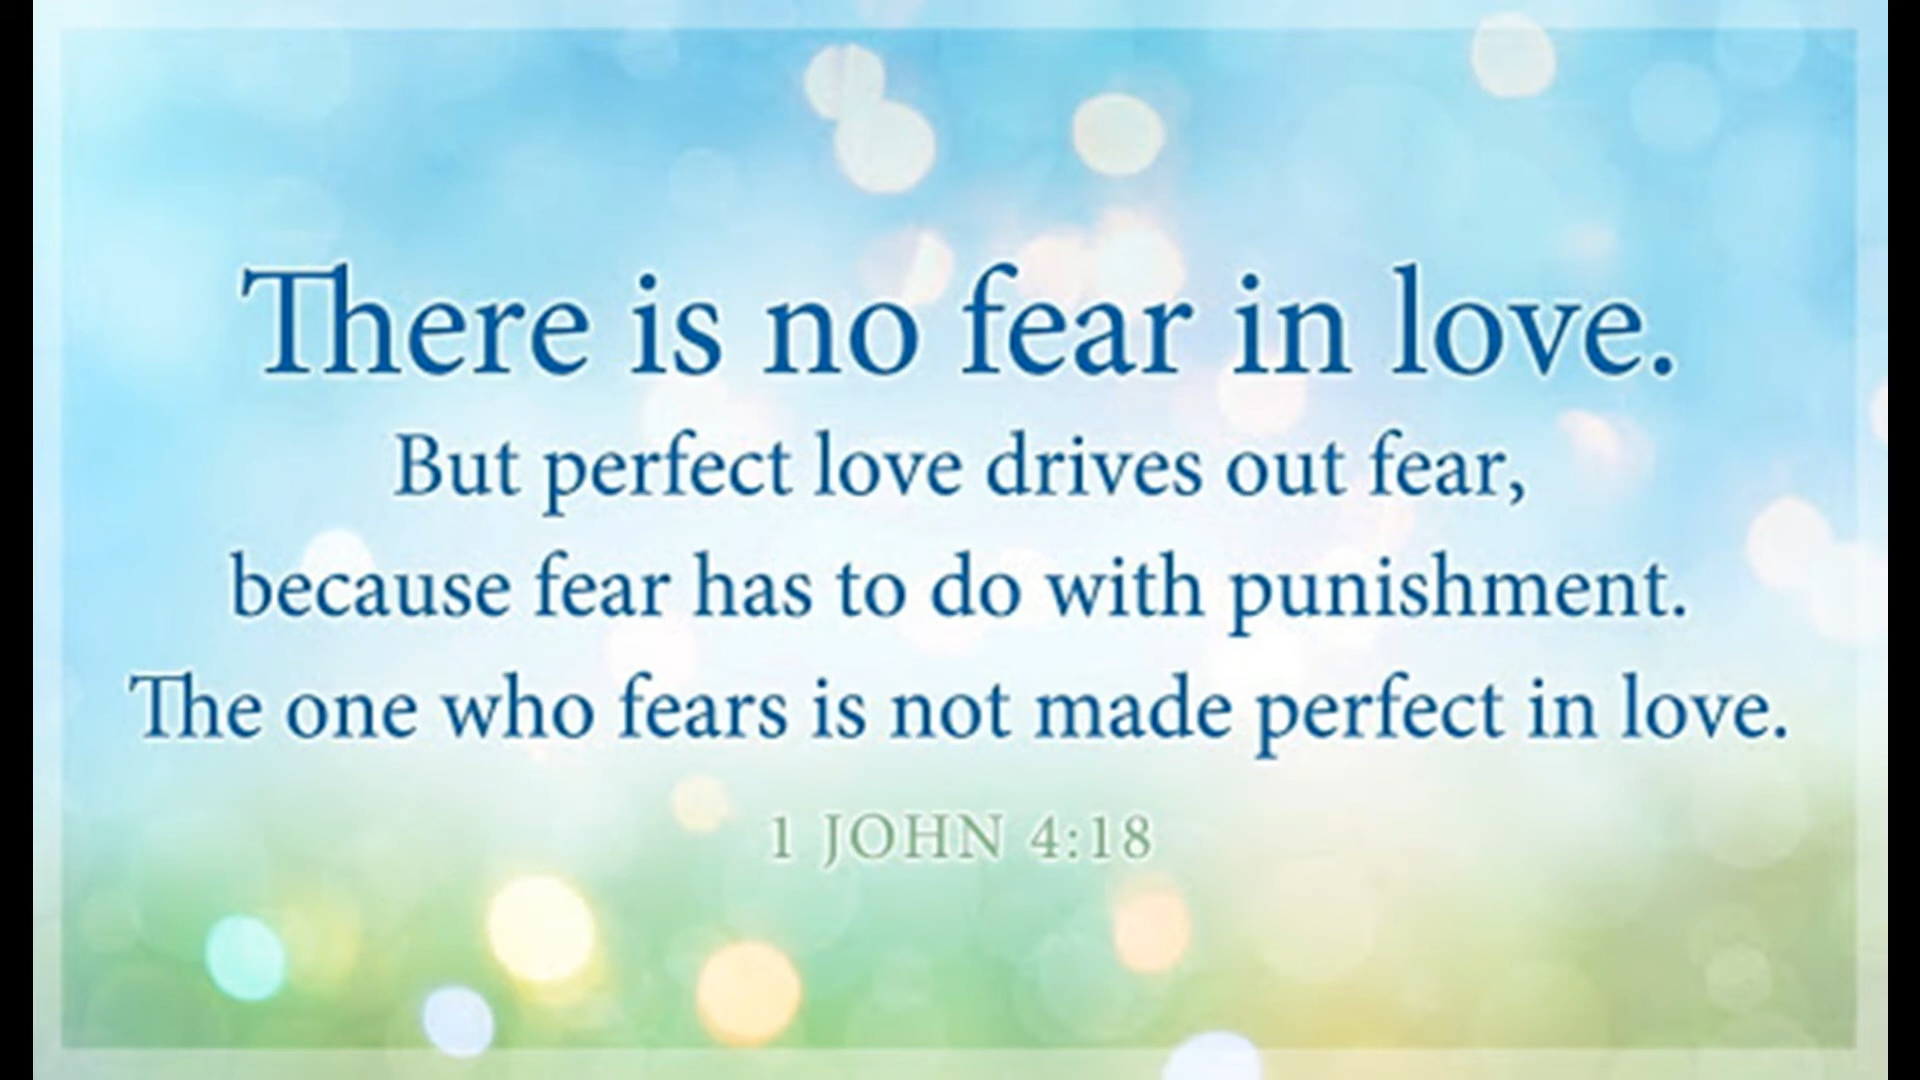 There is no fear in love.
But perfect love drives out fear,
because fear has to do with punishment.
The one who fears is not made perfect in love.
1 JOHN 4:18